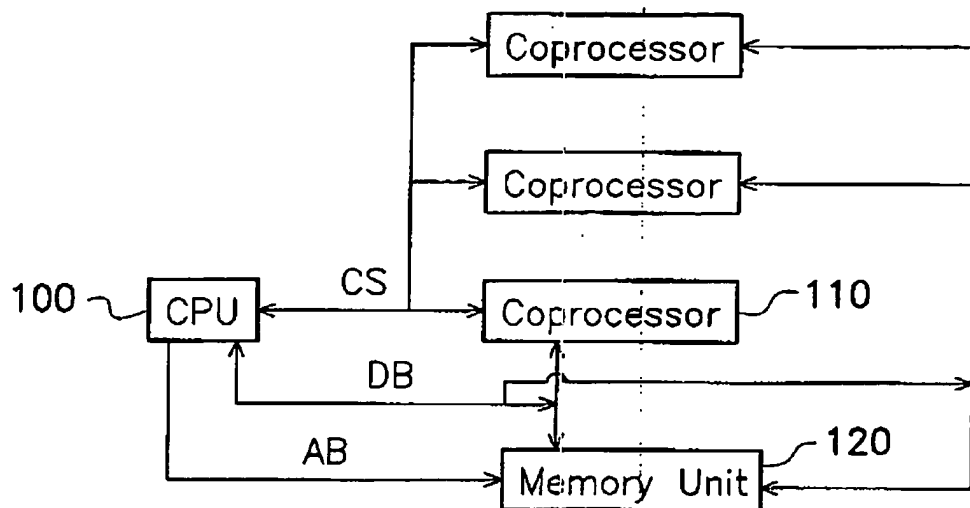 Coprocessor
Coprocessor
100
CPU
CS
Coprocessor
110
DB
AB
Memory Unit
120